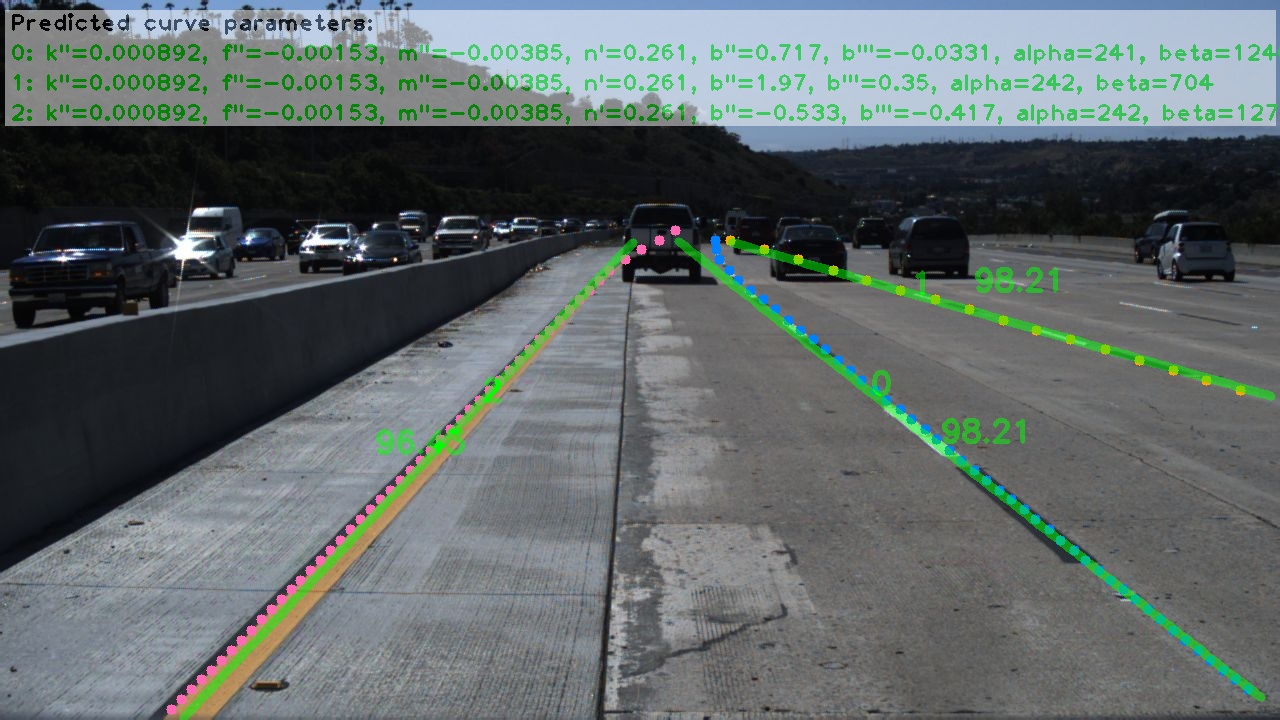 Predicted curve parameters:
0: k''=0.000892, f''=-0.00153, m''=-0.00385, n'=0.261, b''=0.717, b'''=-0.0331, alpha=241, beta=124
1: k''=0.000892, f''=-0.00153, m''=-0.00385, n'=0.261, b''=1.97, b'''=0.35, alpha=242, beta=704
2: k''=0.000892, f''=-0.00153, m''=-0.00385, n'=0.261, b''=-0.533, b'''=-0.417, alpha=242, beta=127
1 98.21
0
98.21